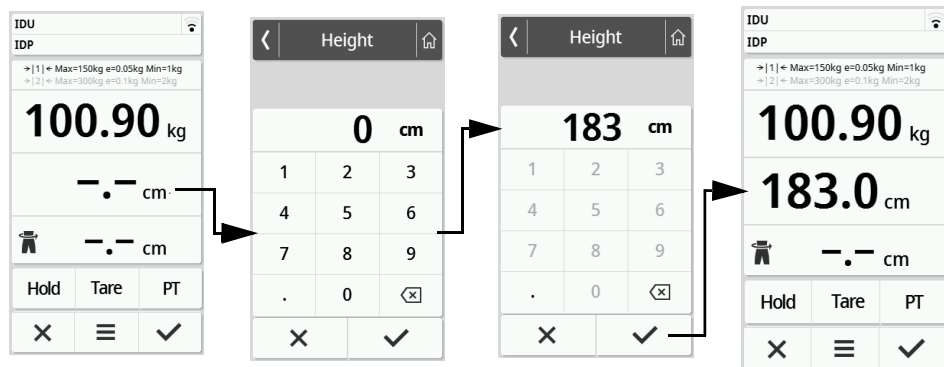 IDU
IDP
→|1|← Max=150kg e=0.05kg Min=1kg
→|2|← Max=300kg e=0.1kg Min=2kg
100.90 kg
–.– cm
–.– cm
Hold Tare PT
Height
0 cm
1 2 3
4 5 6
7 8 9
. 0
Height
183 cm
1 2 3
4 5 6
7 8 9
. 0
IDU
IDP
→|1|← Max=150kg e=0.05kg Min=1kg
→|2|← Max=300kg e=0.1kg Min=2kg
100.90 kg
183.0 cm
–.– cm
Hold Tare PT